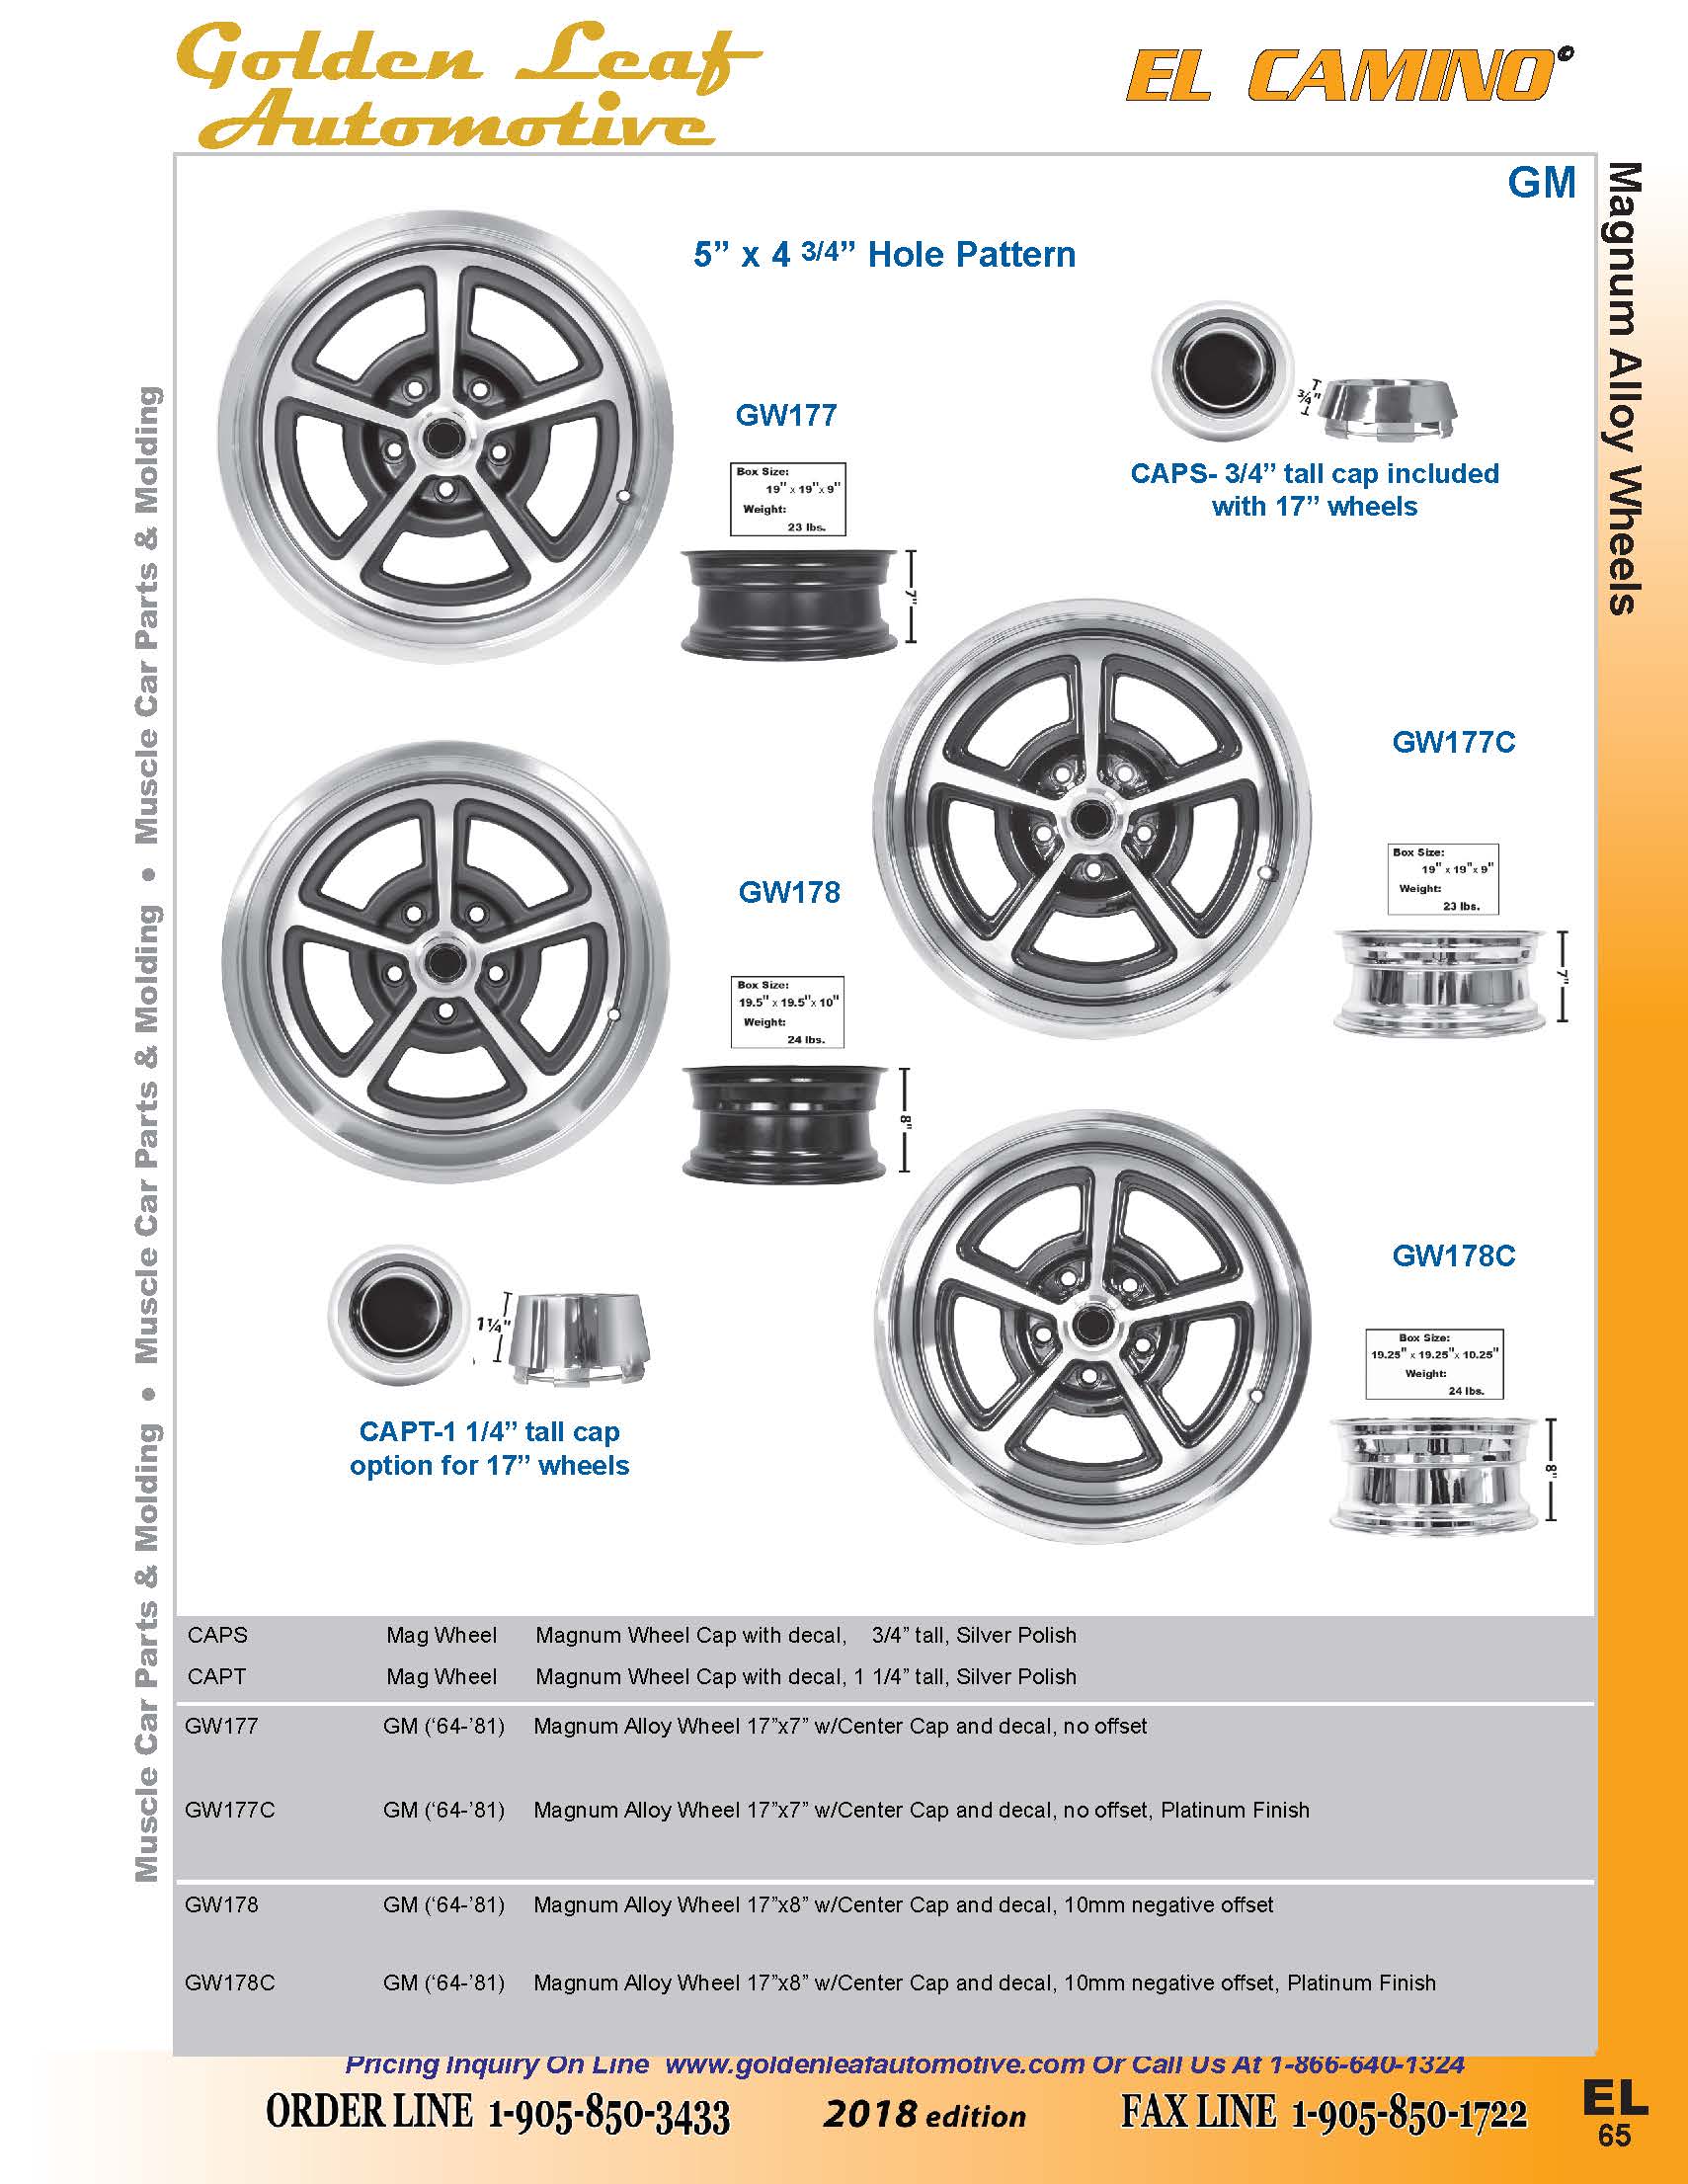 Golden Leaf
Automotive
EL CAMINO
GM
Magnum Alloy Wheels
5” x 4 3/4” Hole Pattern
GW177
Box Size:
19" x 19" x 9"
Weight:
23 lbs.
7"
3/4"
CAPS- 3/4” tall cap included
with 17” wheels
GW177C
Box Size:
19" x 19" x 9"
Weight:
23 lbs.
7"
GW178
Box Size:
19.5" x 19.5" x 10"
Weight:
24 lbs.
8"
GW178C
Box Size:
19.25" x 19.25" x 10.25"
Weight:
24 lbs.
8"
1¼"
CAPT-1 1/4” tall cap
option for 17” wheels
Muscle Car Parts & Molding • Muscle Car Parts & Molding • Muscle Car Parts & Molding
CAPS Mag Wheel Magnum Wheel Cap with decal, 3/4” tall, Silver Polish
CAPT Mag Wheel Magnum Wheel Cap with decal, 1 1/4” tall, Silver Polish
GW177 GM (‘64-’81) Magnum Alloy Wheel 17”x7” w/Center Cap and decal, no offset
GW177C GM (‘64-’81) Magnum Alloy Wheel 17”x7” w/Center Cap and decal, no offset, Platinum Finish
GW178 GM (‘64-’81) Magnum Alloy Wheel 17”x8” w/Center Cap and decal, 10mm negative offset
GW178C GM (‘64-’81) Magnum Alloy Wheel 17”x8” w/Center Cap and decal, 10mm negative offset, Platinum Finish
Pricing Inquiry On Line www.goldenleafautomotive.com Or Call Us At 1-866-640-1324
ORDER LINE 1-905-850-3433 2018 edition FAX LINE 1-905-850-1722
EL
65